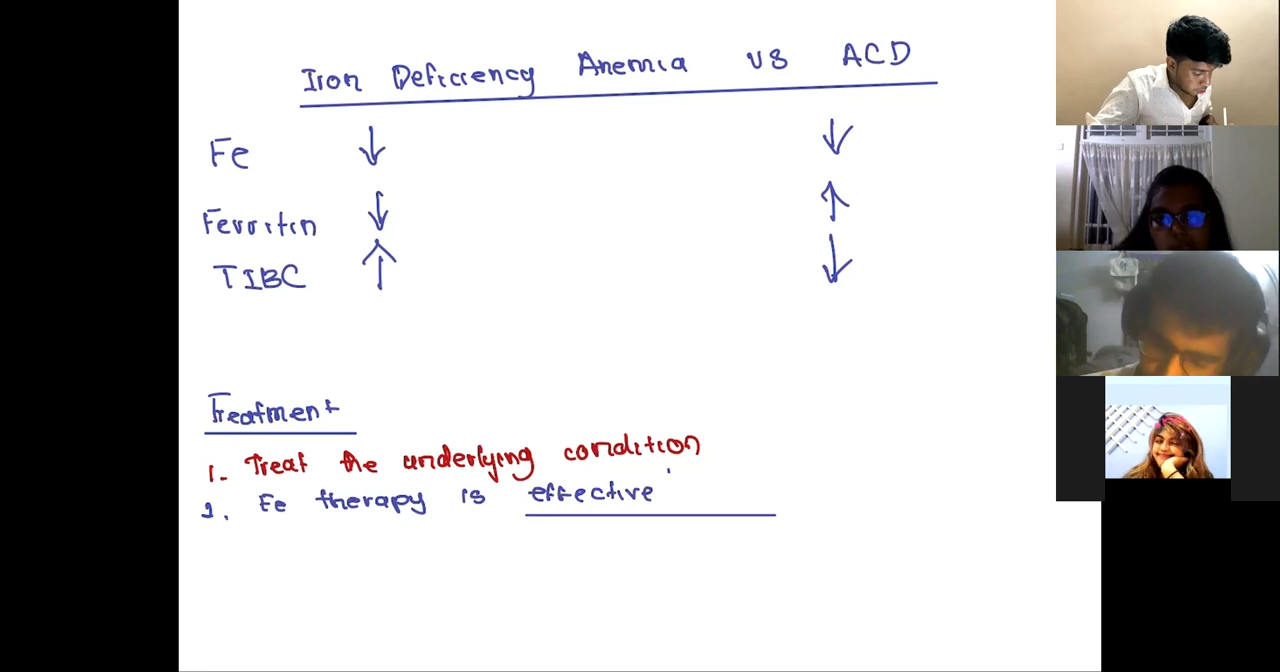 Iron Deficiency Anemia vs ACD
Fe ↓ ↓
Ferritin ↓ ↑
TIBC ↑ ↓
Treatment
1. Treat the underlying condition
2. Fe therapy is effective